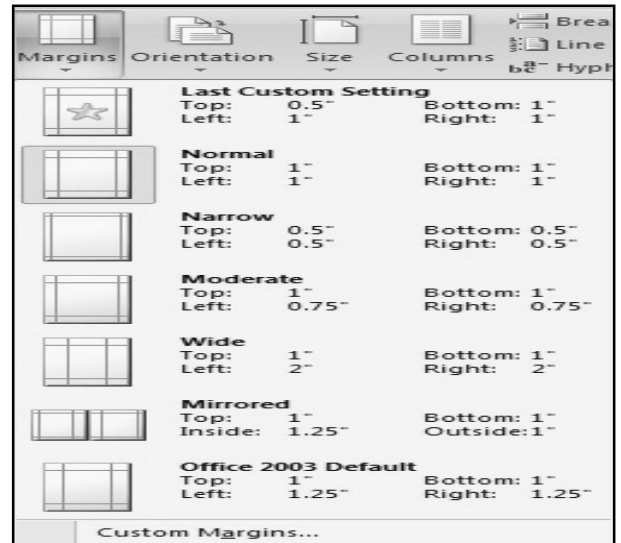 Margins Orientation Size Columns
Brea
Line
Hyph
Last Custom Setting
Top: 0.5" Bottom: 1"
Left: 1" Right: 1"
Normal
Top: 1" Bottom: 1"
Left: 1" Right: 1"
Narrow
Top: 0.5" Bottom: 0.5"
Left: 0.5" Right: 0.5"
Moderate
Top: 1" Bottom: 1"
Left: 0.75" Right: 0.75"
Wide
Top: 1" Bottom: 1"
Left: 2" Right: 2"
Mirrored
Top: 1" Bottom: 1"
Inside: 1.25" Outside: 1"
Office 2003 Default
Top: 1" Bottom: 1"
Left: 1.25" Right: 1.25"
Custom Margins...